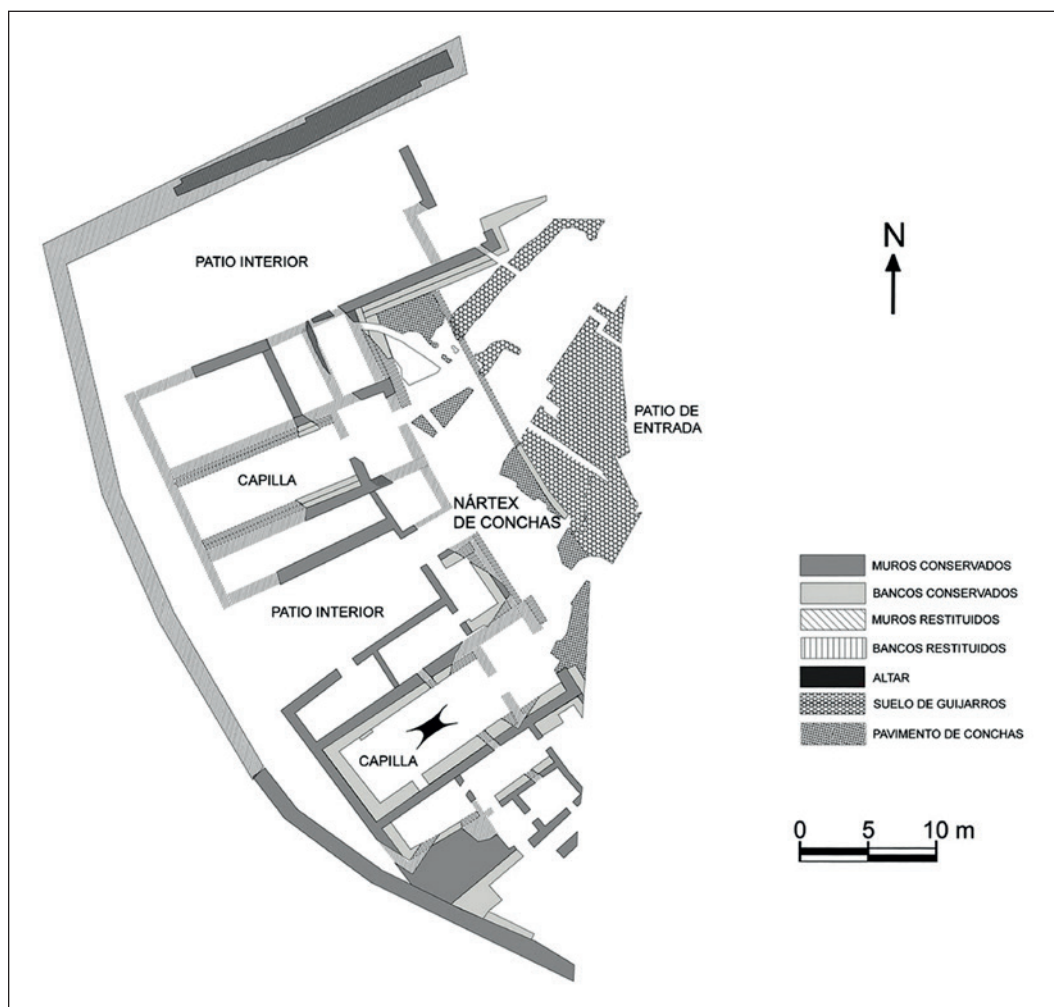 PATIO INTERIOR
N
PATIO DE
ENTRADA
CAPILLA
NÁRTEX
DE CONCHAS
PATIO INTERIOR
CAPILLA
MUROS CONSERVADOS
BANCOS CONSERVADOS
MUROS RESTITUIDOS
BANCOS RESTITUIDOS
ALTAR
SUELO DE GUIJARROS
PAVIMENTO DE CONCHAS
0 5 10 m